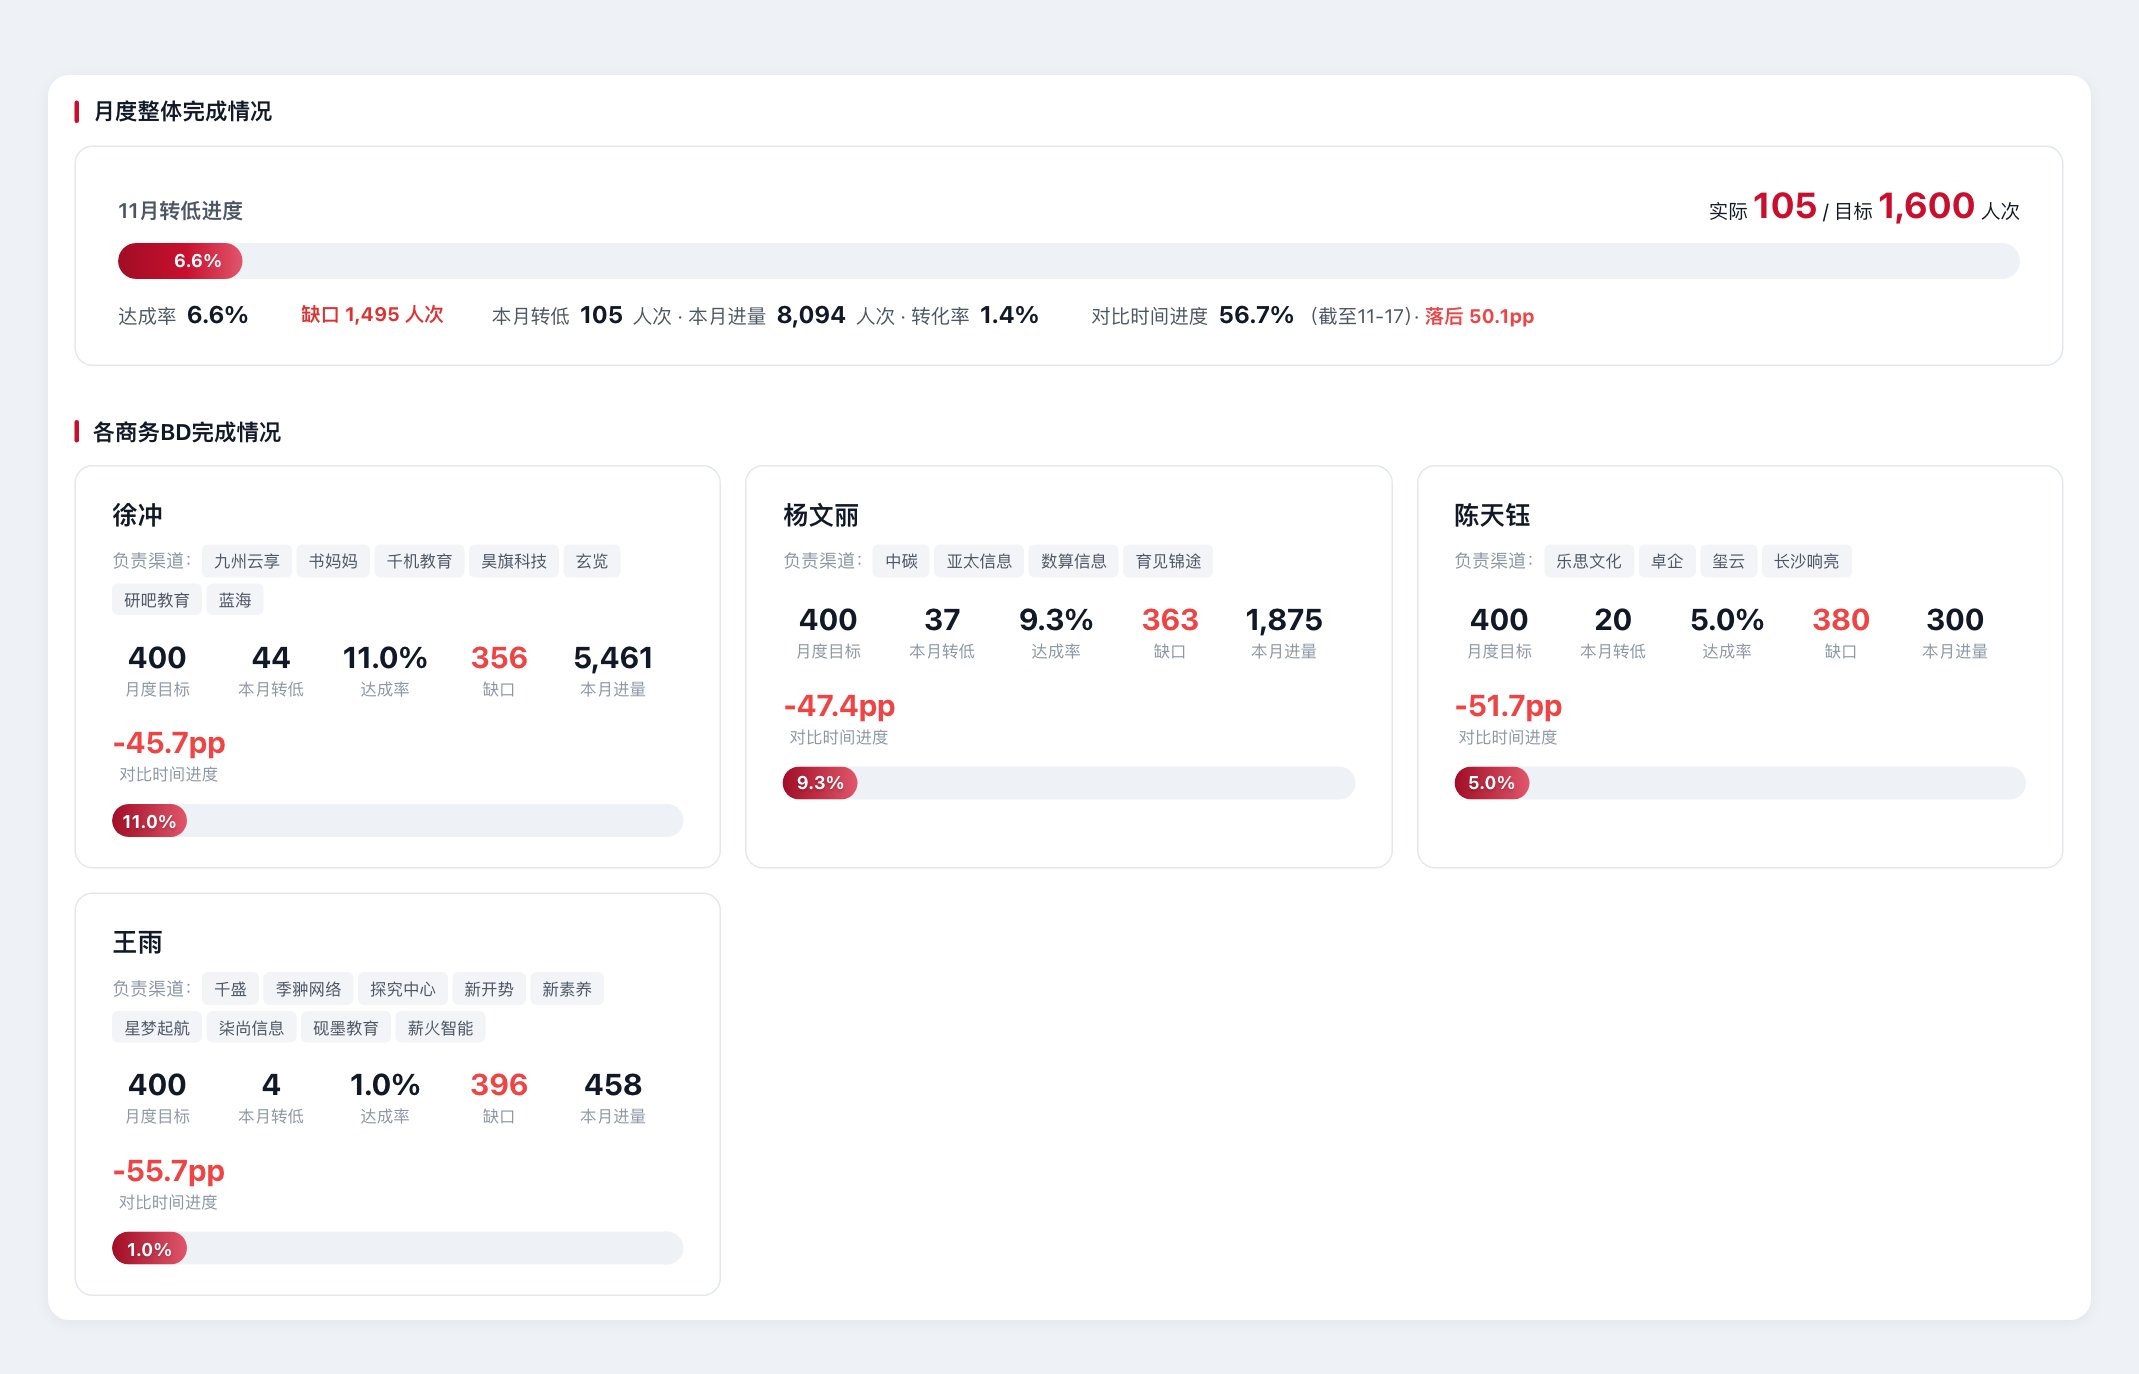 月度整体完成情况
11月转低进度
实际 105 / 目标 1,600 人次
6.6%
达成率 6.6% 缺口 1,495 人次 本月转低 105 人次 · 本月进量 8,094 人次 · 转化率 1.4% 对比时间进度 56.7% （截至11-17）· 落后 50.1pp
各商务BD完成情况
徐冲
负责渠道： 九州云享 书妈妈 千机教育 昊旗科技 玄览
研吧教育 蓝海
400 44 11.0% 356 5,461
月度目标 本月转低 达成率 缺口 本月进量
-45.7pp
对比时间进度
11.0%
杨文丽
负责渠道： 中碳 亚太信息 数算信息 育见锦途
400 37 9.3% 363 1,875
月度目标 本月转低 达成率 缺口 本月进量
-47.4pp
对比时间进度
9.3%
陈天钰
负责渠道： 乐思文化 卓企 玺云 长沙响亮
400 20 5.0% 380 300
月度目标 本月转低 达成率 缺口 本月进量
-51.7pp
对比时间进度
5.0%
王雨
负责渠道： 千盛 季翀网络 探究中心 新开势 新素养
星梦起航 柒尚信息 砚墨教育 薪火智能
400 4 1.0% 396 458
月度目标 本月转低 达成率 缺口 本月进量
-55.7pp
对比时间进度
1.0%